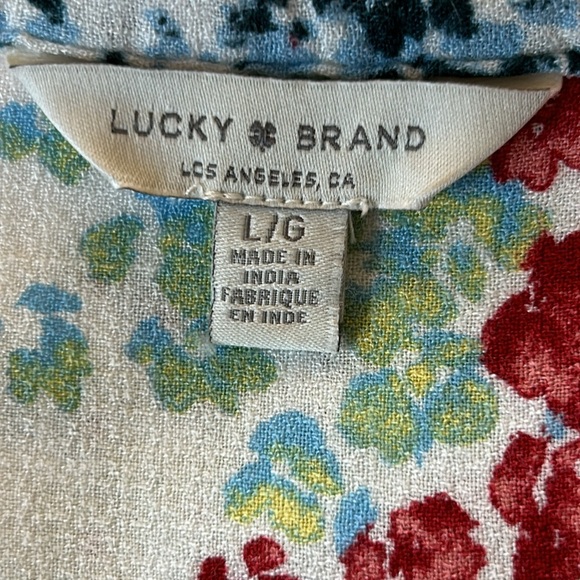 LUCKY BRAND
LOS ANGELES, CA
L/G
MADE IN
INDIA
FABRIQUE
EN INDE